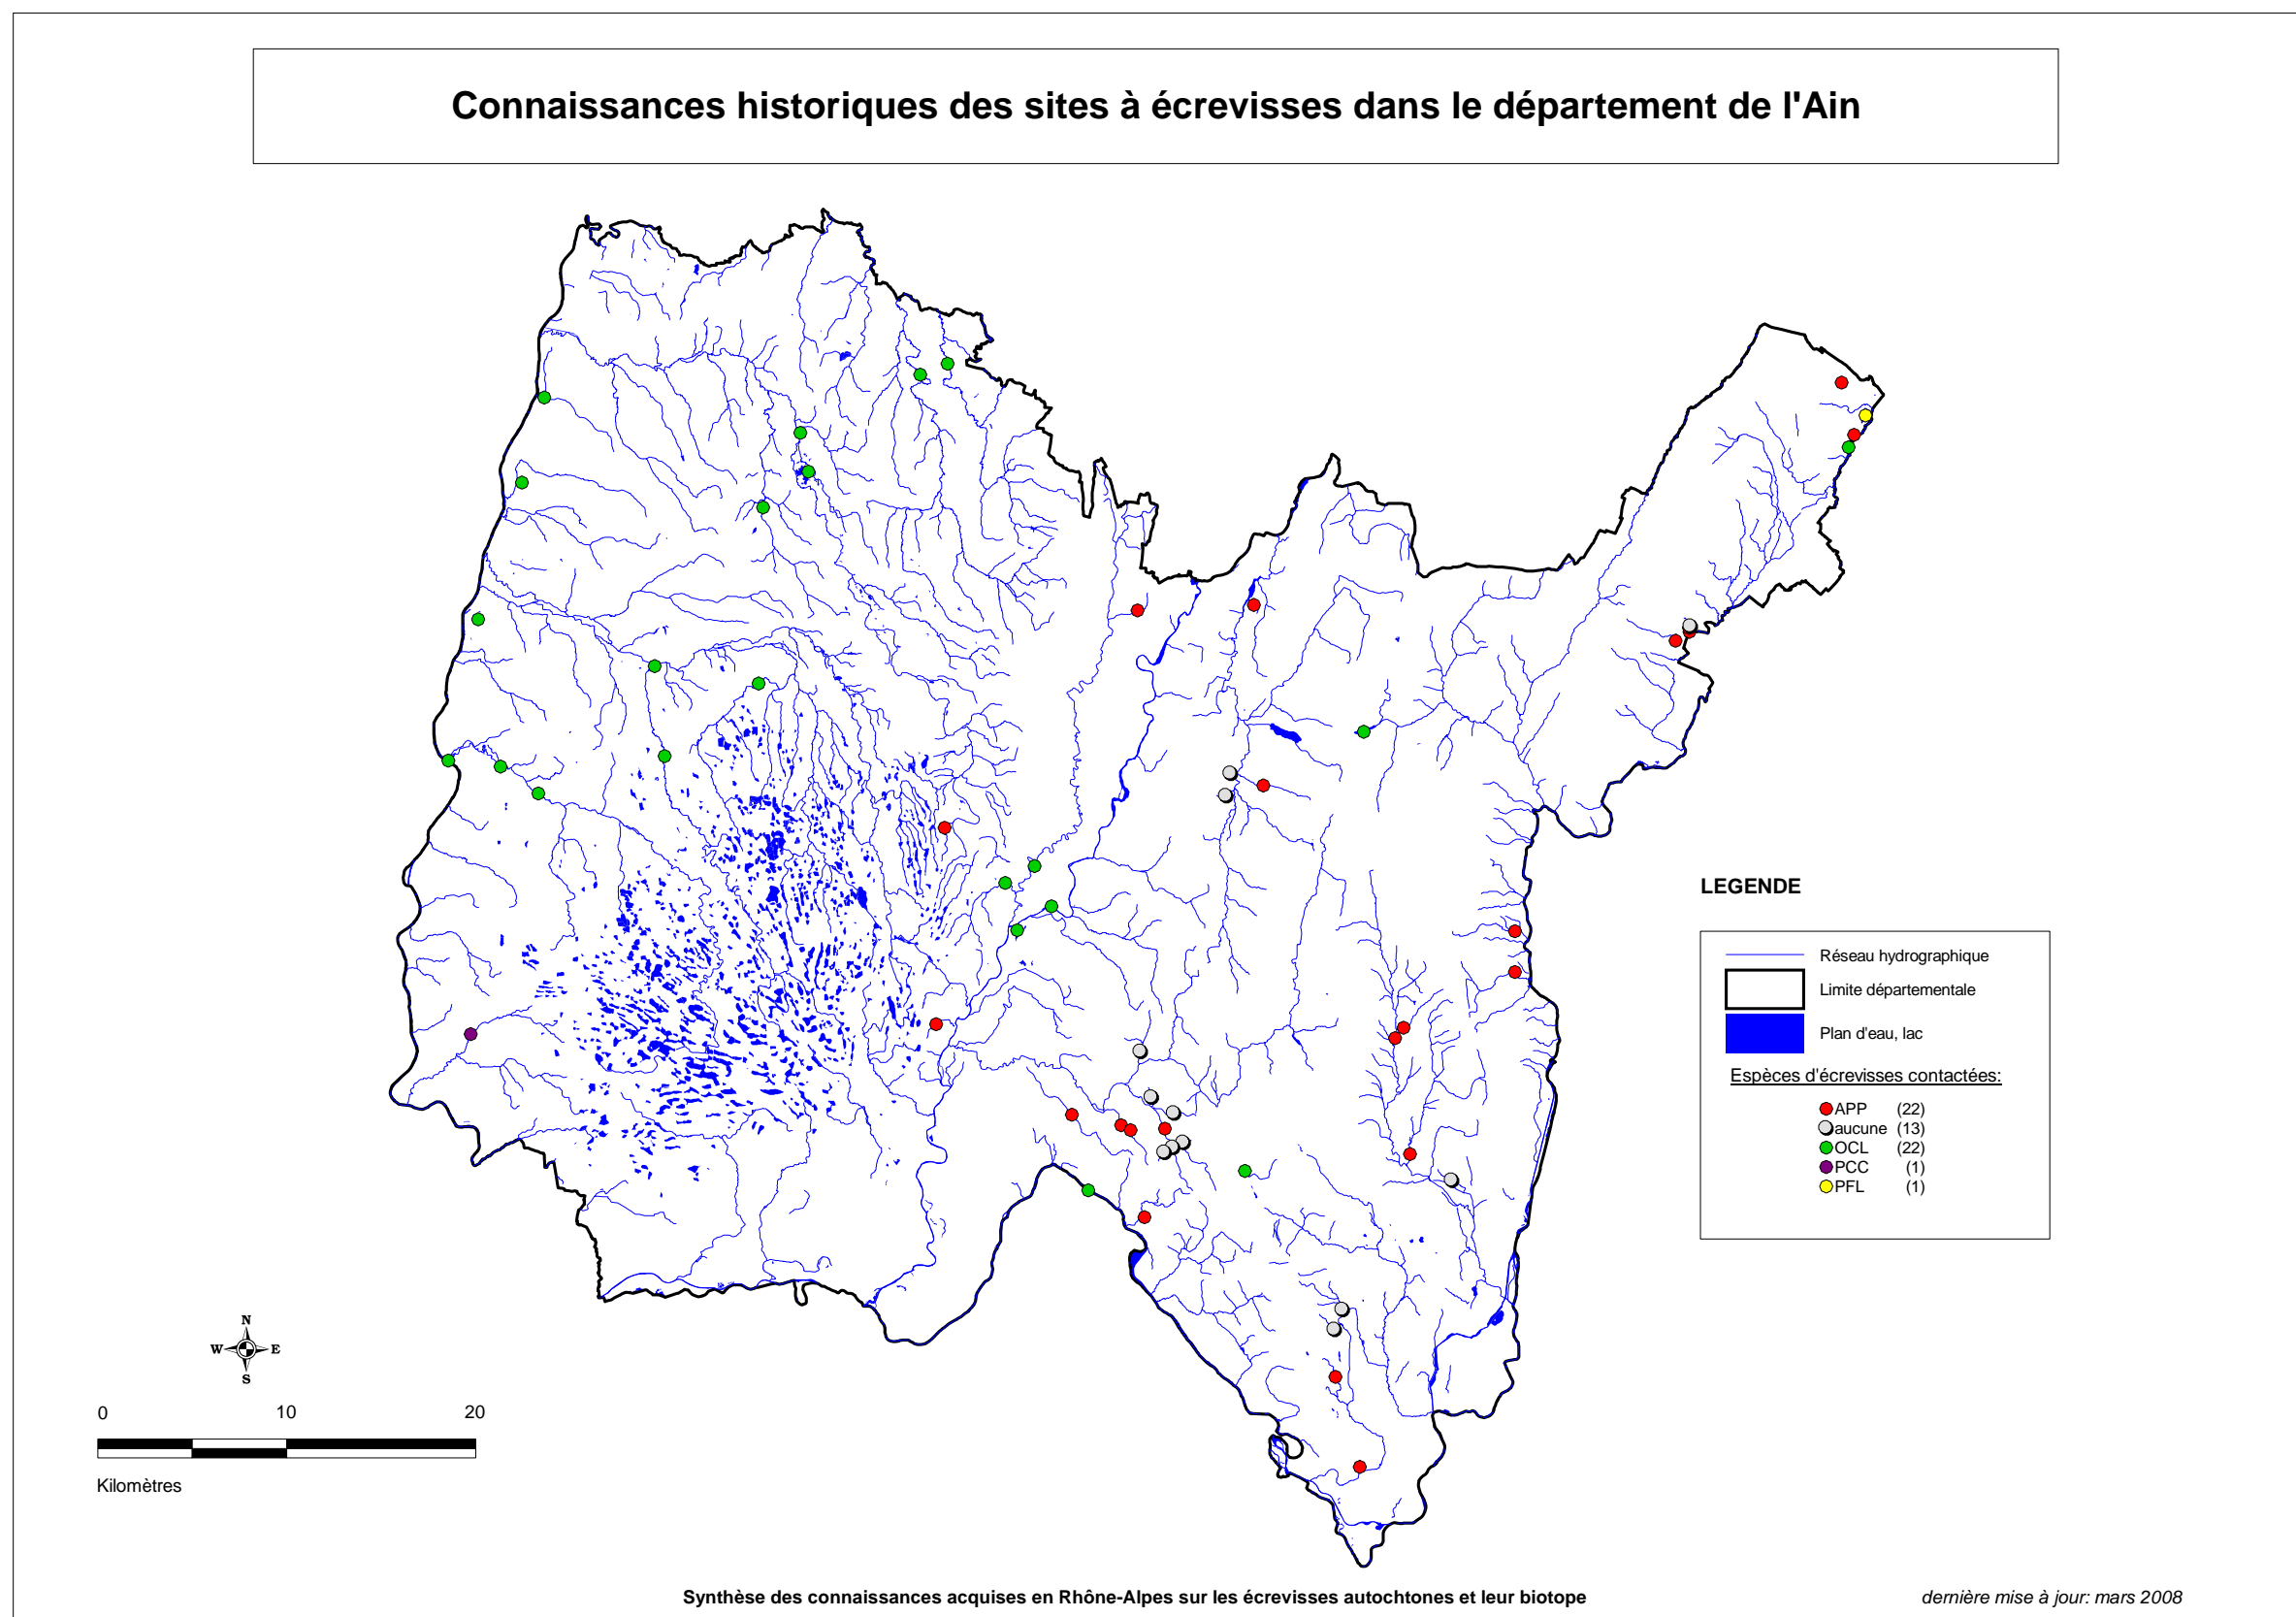 Connaissances historiques des sites à écrevisses dans le département de l'Ain
LEGENDE
Réseau hydrographique
Limite départementale
Plan d'eau, lac
Espèces d'écrevisses contactées:
APP (22)
aucune (13)
OCL (22)
PCC (1)
PFL (1)
N
W E
S
0 10 20
Kilomètres
Synthèse des connaissances acquises en Rhône-Alpes sur les écrevisses autochtones et leur biotope
dernière mise à jour: mars 2008